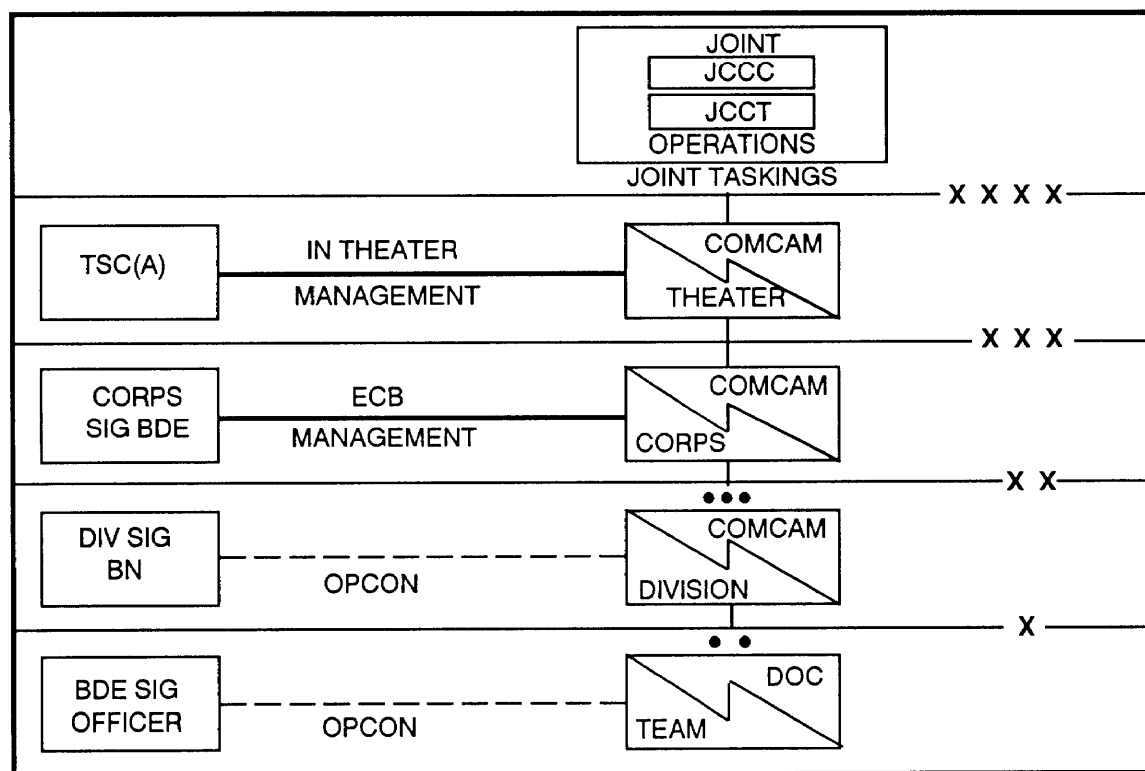 JOINT
JCCC
JCCT
OPERATIONS
JOINT TASKINGS
X X X X
TSC(A)
IN THEATER
MANAGEMENT
COMCAM
THEATER
X X X
CORPS
SIG BDE
ECB
MANAGEMENT
COMCAM
CORPS
X X
DIV SIG
BN
OPCON
COMCAM
DIVISION
X
BDE SIG
OFFICER
OPCON
DOC
TEAM